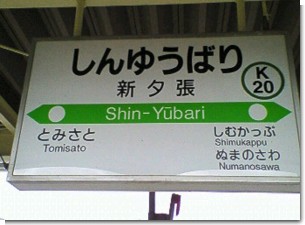 しんゆうばり
新夕張
K
20
Shin-Yūbari
とみさと
Tomisato
しむかっぷ
Shimukappu
ぬまのさわ
Numanosawa